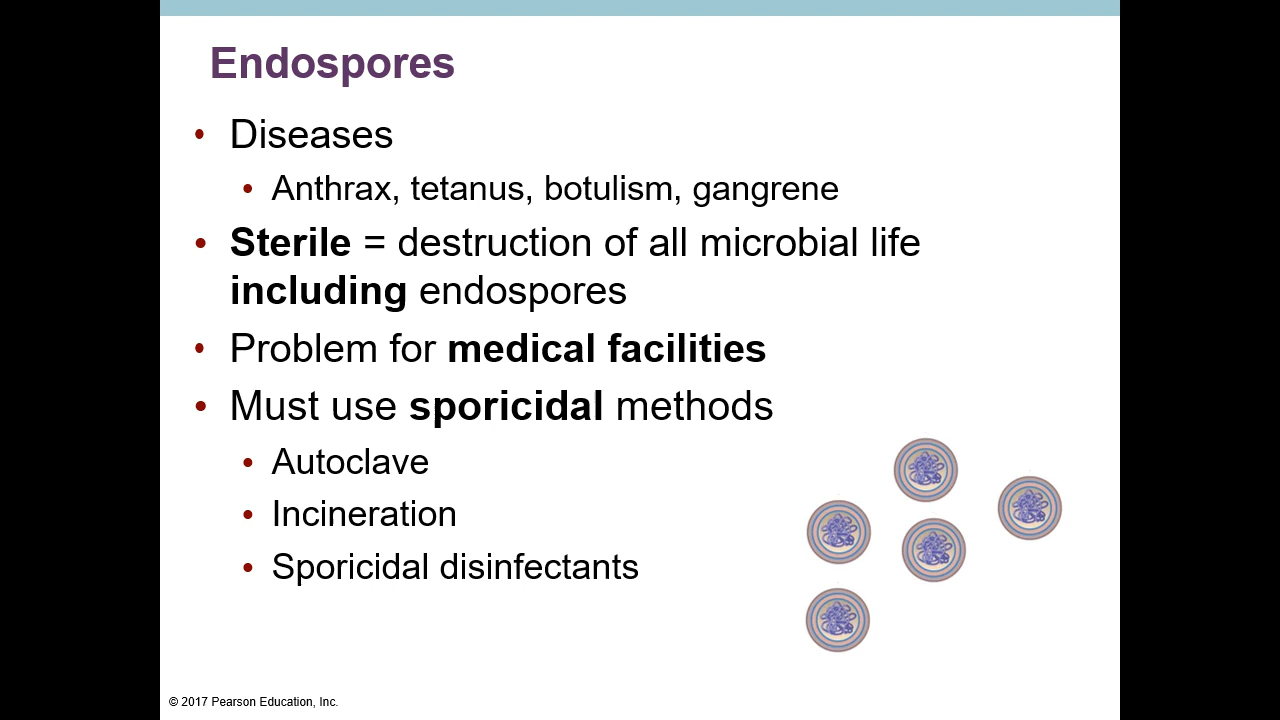 Endospores
• Diseases
• Anthrax, tetanus, botulism, gangrene
• Sterile = destruction of all microbial life
including endospores
• Problem for medical facilities
• Must use sporicidal methods
• Autoclave
• Incineration
• Sporicidal disinfectants
© 2017 Pearson Education, Inc.